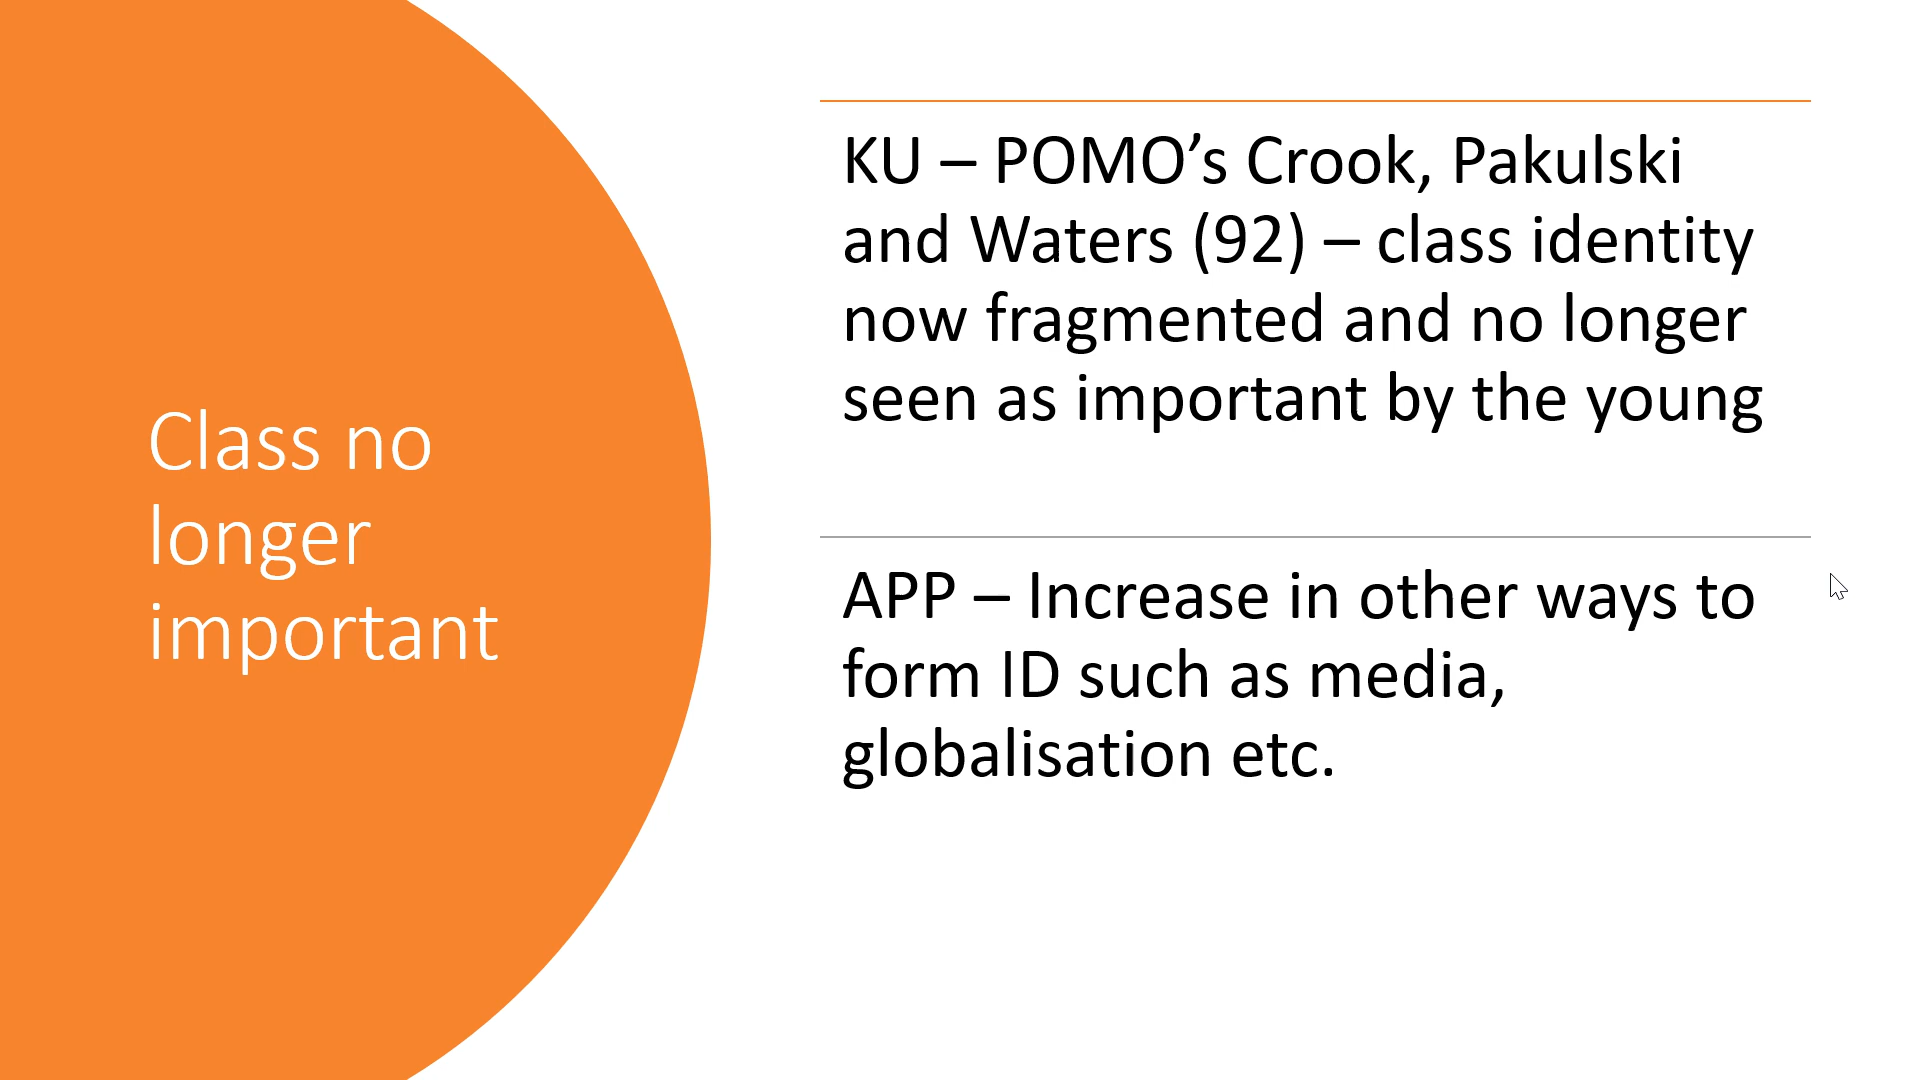 Class no
longer
important
KU – POMO’s Crook, Pakulski
and Waters (92) – class identity
now fragmented and no longer
seen as important by the young
APP – Increase in other ways to
form ID such as media,
globalisation etc.